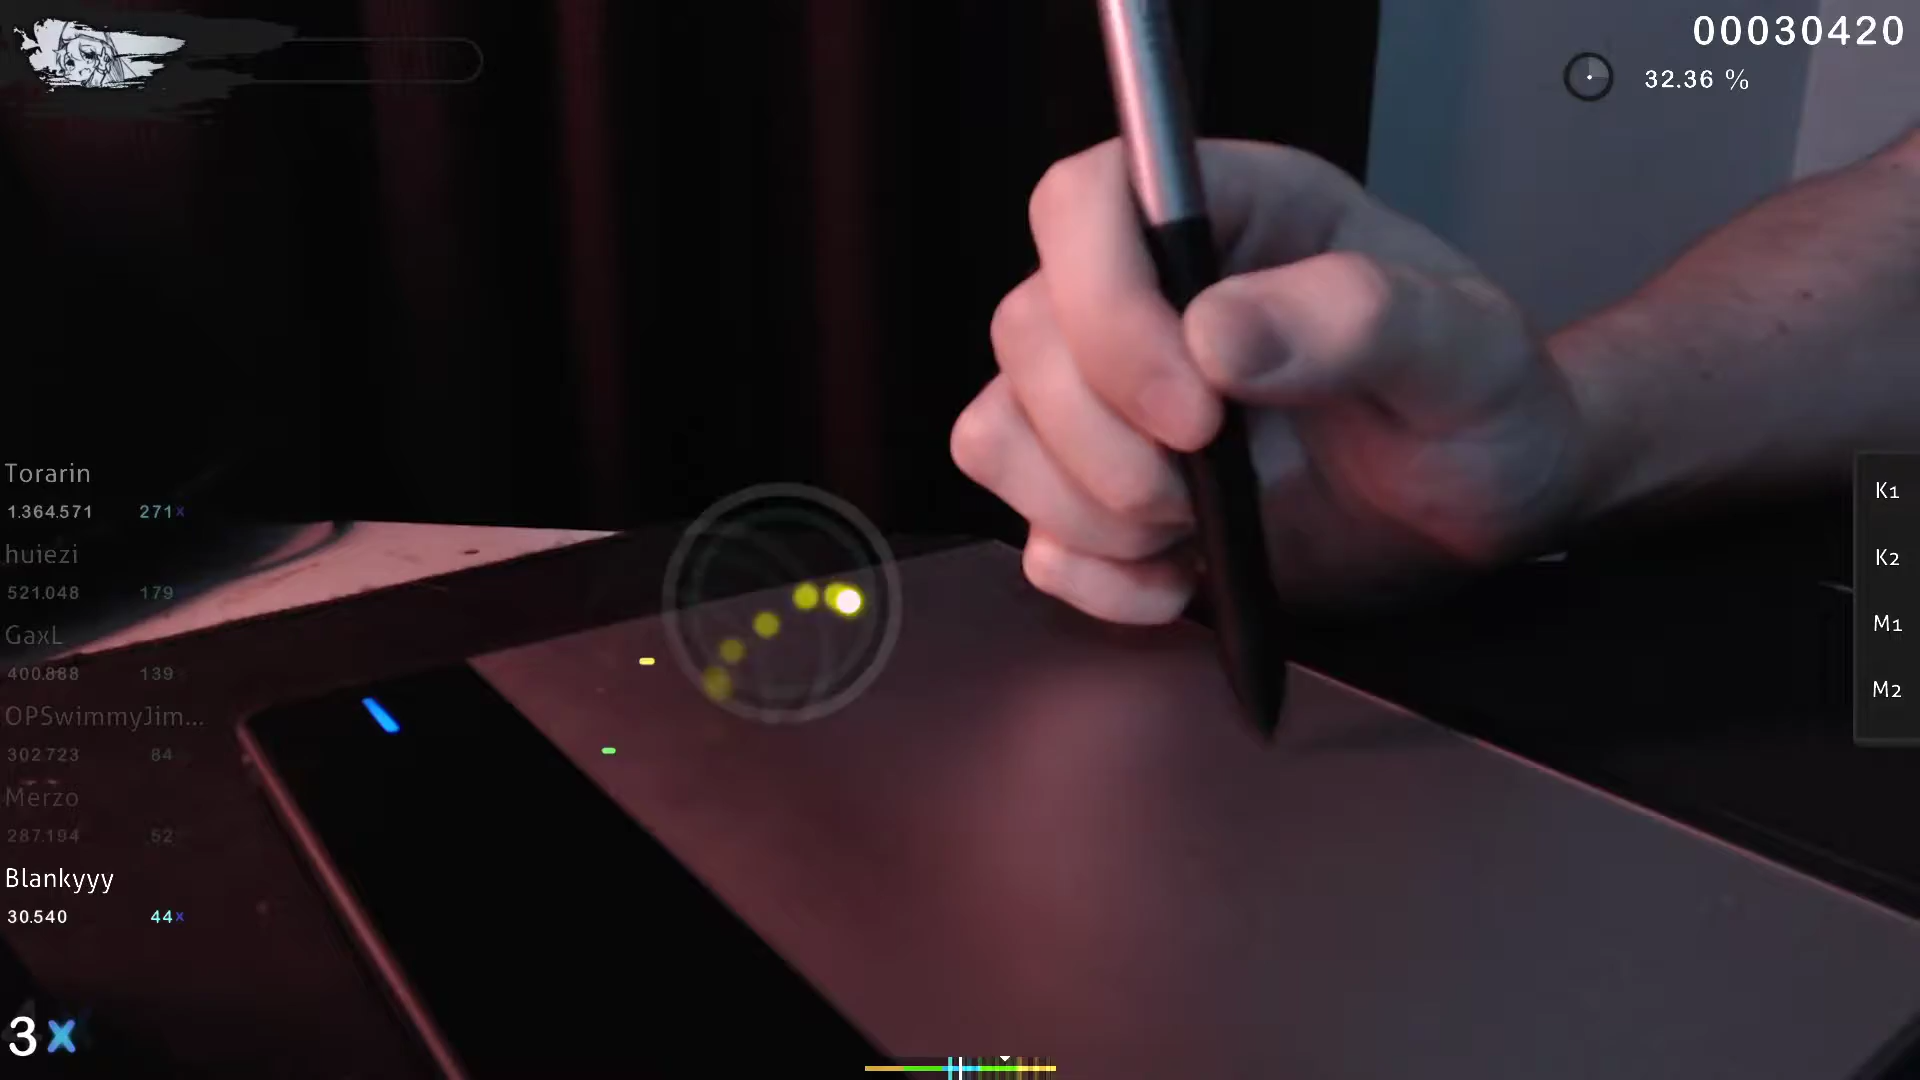 00030420
32.36 %
Torarin
1.364.571 271x
huiezi
521.048 179
GaxL
400.888 139
OPSwimmyJim...
302.723 84
Merzo
287.194 52
Blankyyy
30.540 44x
K1
K2
M1
M2
3x